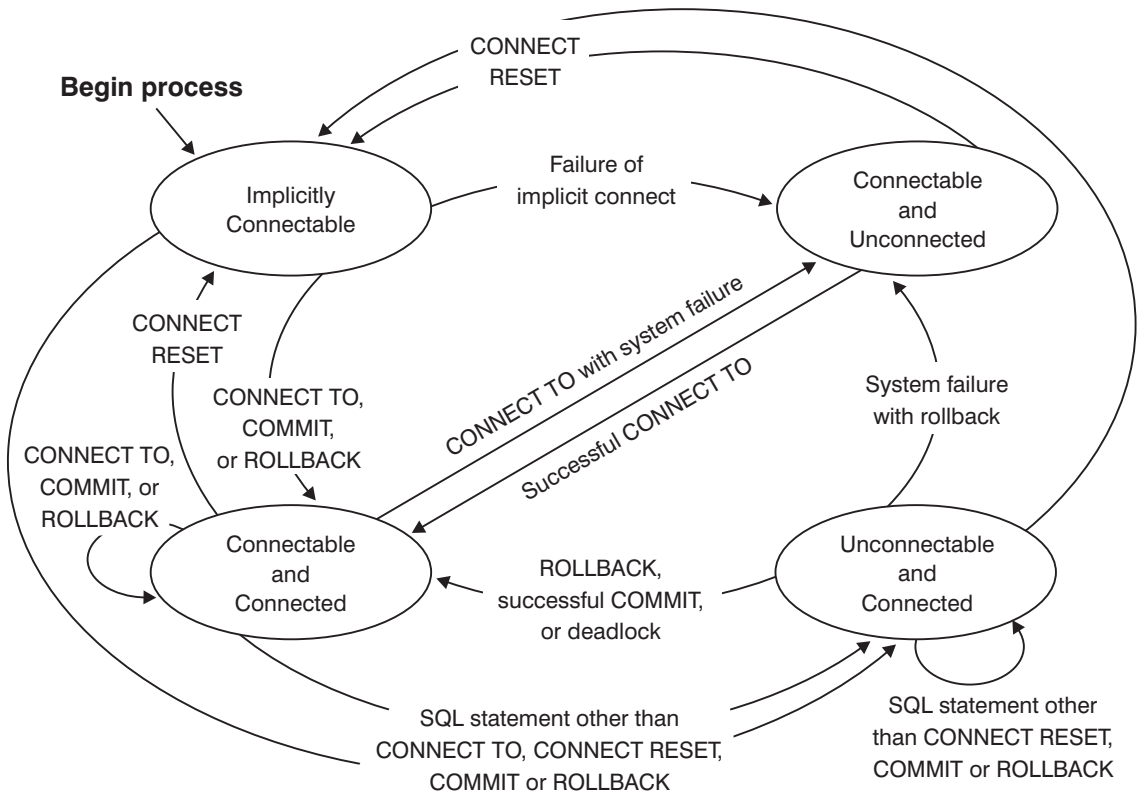 CONNECT
RESET
Begin process
Implicitly
Connectable
Failure of
implicit connect
Connectable
and
Unconnected
CONNECT
RESET
CONNECT TO,
COMMIT,
or ROLLBACK
CONNECT TO with system failure
Successful CONNECT TO
System failure
with rollback
CONNECT TO,
COMMIT, or
ROLLBACK
Connectable
and
Connected
ROLLBACK,
successful COMMIT,
or deadlock
Unconnectable
and
Connected
SQL statement other than
CONNECT TO, CONNECT RESET,
COMMIT or ROLLBACK
SQL statement other
than CONNECT RESET,
COMMIT or ROLLBACK